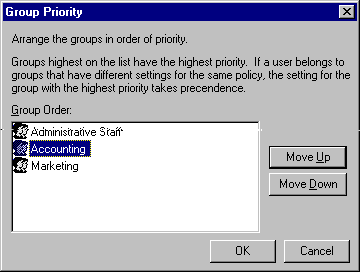 Group Priority
Arrange the groups in order of priority.
Groups highest on the list have the highest priority. If a user belongs to
groups that have different settings for the same policy, the setting for the
group with the highest priority takes precendence.
Group Order:
Administrative Staff
Accounting
Marketing
Move Up
Move Down
OK
Cancel